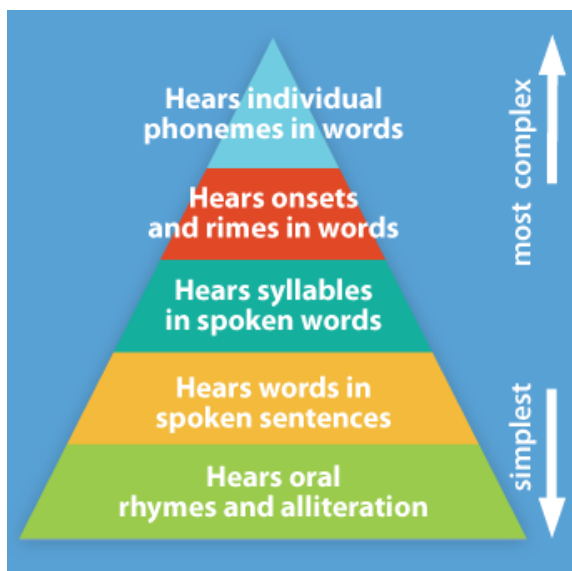 Hears individual
phonemes in words
Hears onsets
and rimes in words
Hears syllables
in spoken words
Hears words in
spoken sentences
Hears oral
rhymes and alliteration
most complex
simplest